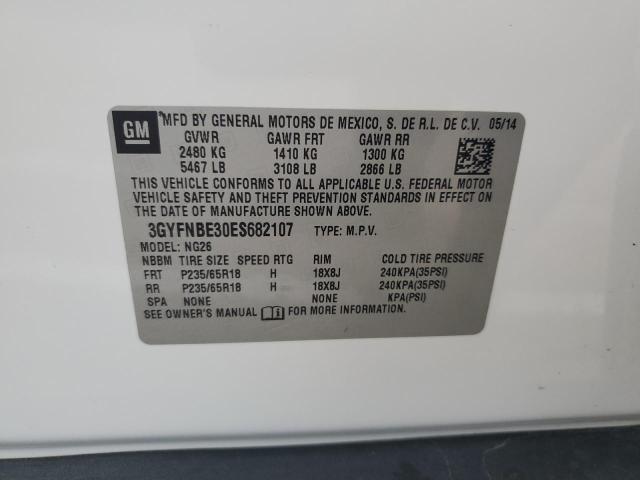 GM
*MFD BY GENERAL MOTORS DE MEXICO, S. DE R.L. DE C.V. 05/14
GVWR GAWR FRT GAWR RR
2480 KG 1410 KG 1300 KG
5467 LB 3108 LB 2866 LB
THIS VEHICLE CONFORMS TO ALL APPLICABLE U.S. FEDERAL MOTOR
VEHICLE SAFETY, BUMPER, AND THEFT PREVENTION STANDARDS IN
EFFECT ON THE DATE OF MANUFACTURE SHOWN ABOVE.
3GYFNBE30ES682107 TYPE: M.P.V.
MODEL: NG26
NBBM TIRE SIZE SPEED RTG RIM COLD TIRE PRESSURE
FRT P235/65R18 H 18X8J 240KPA(35PSI)
RR P235/65R18 H 18X8J 240KPA(35PSI)
SPA NONE NONE KPA(PSI)
SEE OWNER'S MANUAL FOR MORE INFORMATION.